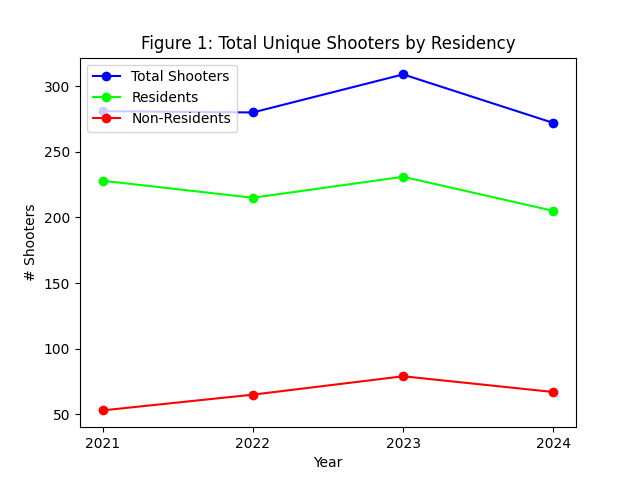 Figure 1: Total Unique Shooters by Residency
Total Shooters
Residents
Non-Residents
300
250
200
150
100
50
# Shooters
2021 2022 2023 2024
Year